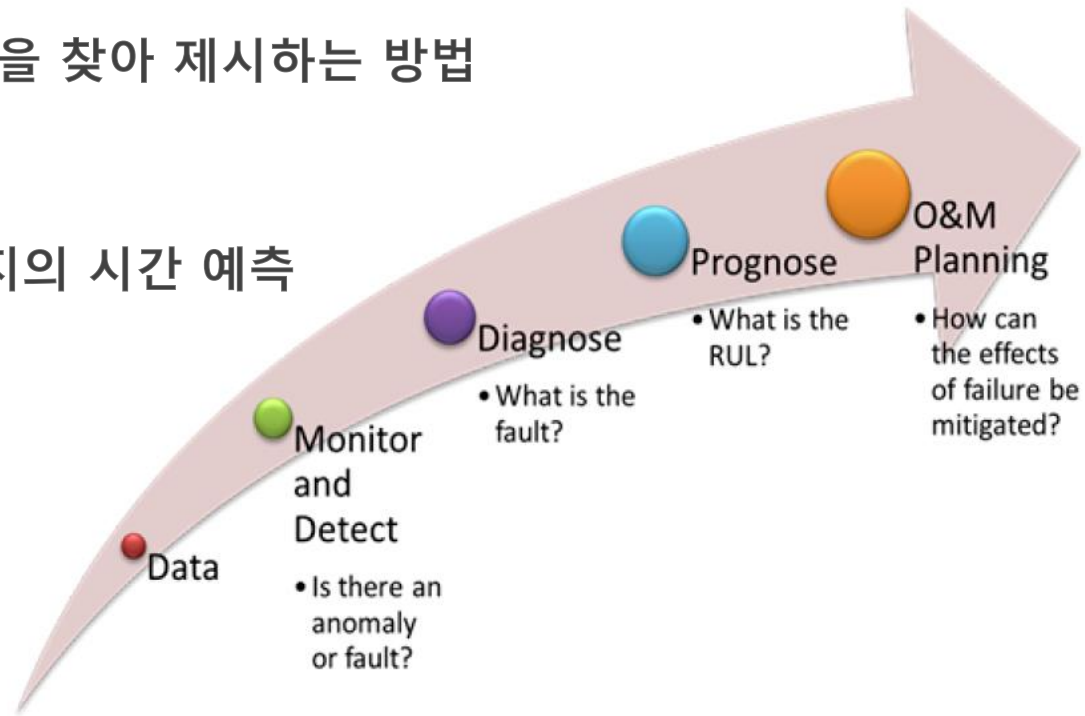 을 찾아 제시하는 방법
지의 시간 예측
Data
Monitor
and
Detect
• Is there an
anomaly
or fault?
Diagnose
• What is the
fault?
Prognose
• What is the
RUL?
O&M
Planning
• How can
the effects
of failure be
mitigated?